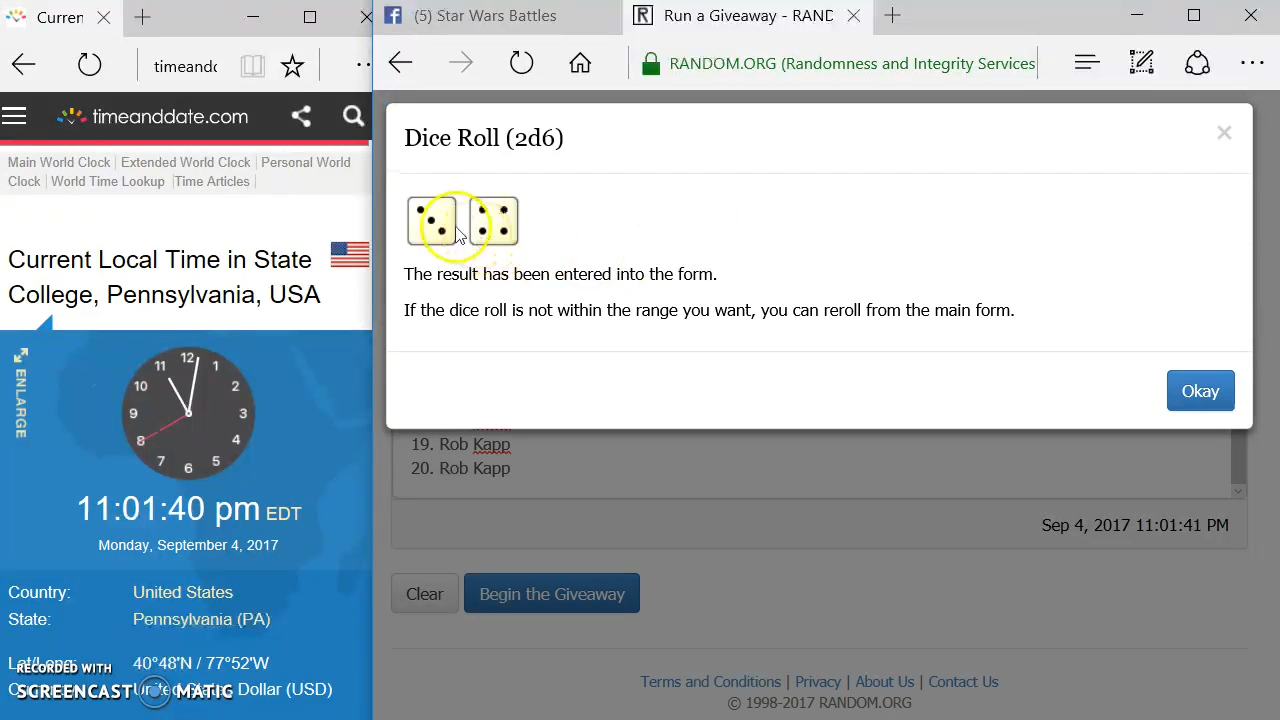 Curren
timeandc
timeanddate.com
Main World Clock | Extended World Clock | Personal World
Clock | World Time Lookup | Time Articles |
Current Local Time in State
College, Pennsylvania, USA
ENLARGE
12
1
2
3
4
5
6
7
8
9
10
11
11:01:40 pm EDT
Monday, September 4, 2017
Country: United States
State: Pennsylvania (PA)
Lat/Long: 40°48'N / 77°52'W
United States Dollar (USD)
RECORDED WITH
SCREENCAST MATIC
(5) Star Wars Battles
Run a Giveaway - RAND
RANDOM.ORG (Randomness and Integrity Services
Dice Roll (2d6)
×
The result has been entered into the form.
If the dice roll is not within the range you want, you can reroll from the main form.
Okay
19. Rob Kapp
20. Rob Kapp
Sep 4, 2017 11:01:41 PM
Clear
Begin the Giveaway
Terms and Conditions | Privacy | About Us | Contact Us
© 1998-2017 RANDOM.ORG